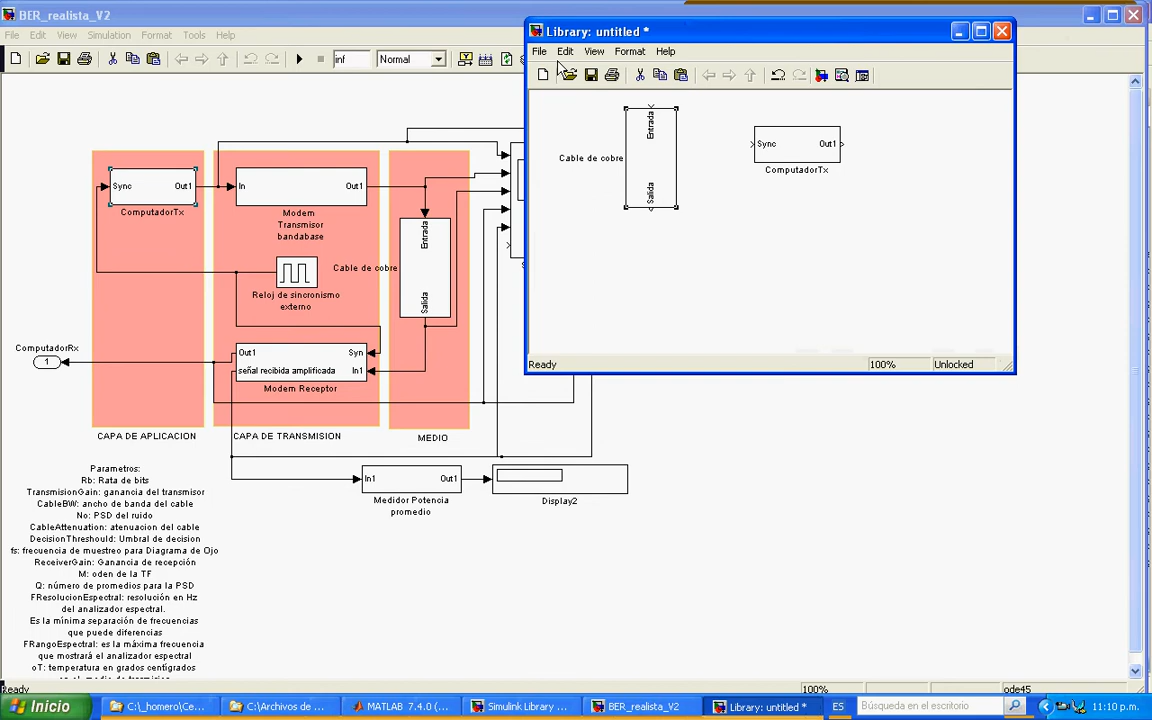 BER_realista_V2
File Edit View Simulation Format Tools Help
inf
Normal
Sync
Out1
ComputadorTx
In
Out1
Modem
Transmisor
bandabase
Reloj de sincronismo
externo
Cable de cobre
Entrada
Salida
ComputadorRx
1
Out1
Syn
señal recibida amplificada
In1
Modem Receptor
CAPA DE APLICACION
CAPA DE TRANSMISION
MEDIO
In1
Out1
Medidor Potencia
promedio
Display2
Parametros:
Rb: Rata de bits
TransmisionGain: ganancia del transmisor
CableBW: ancho de banda del cable
No: PSD del ruido
CableAttenuation: atenuacion del cable
DecisionThreshould: Umbral de decision
fs: frecuencia de muestreo para Diagrama de Ojo
ReceiverGain: Ganancia de recepción
M: oden de la TF
Q: número de promedios para la PSD
FResolucionEspectral: resolución en Hz
del analizador espectral.
Es la mínima separación de frecuencias
que puede diferencias
FRangoEspectral: es la máxima frecuencia
que mostrará el analizador espectral
oT: temperatura en grados centígrados
Ready
100%
ode45
Library: untitled *
File Edit View Format Help
Cable de cobre
Entrada
Salida
Sync
Out1
ComputadorTx
Ready
100%
Unlocked
Inicio
C:\_homero/Ce...
C:\Archivos de ...
MATLAB 7.4.0 (...
Simulink Library ...
BER_realista_V2
Library: untitled *
ES
Búsqueda en el escritorio
11:10 p.m.